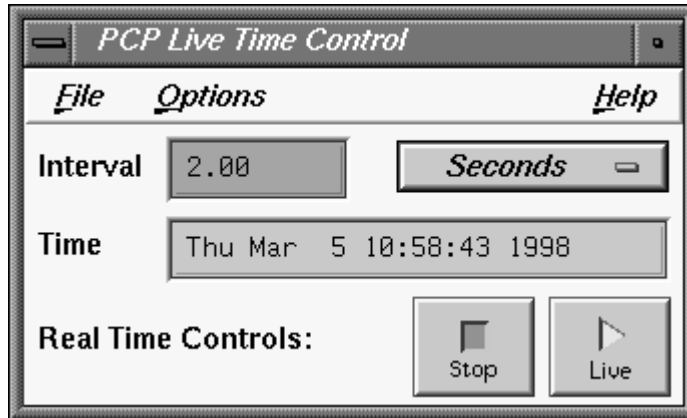 PCP Live Time Control
File Options Help
Interval 2.00 Seconds
Time Thu Mar  5 10:58:43 1998
Real Time Controls: Stop Live